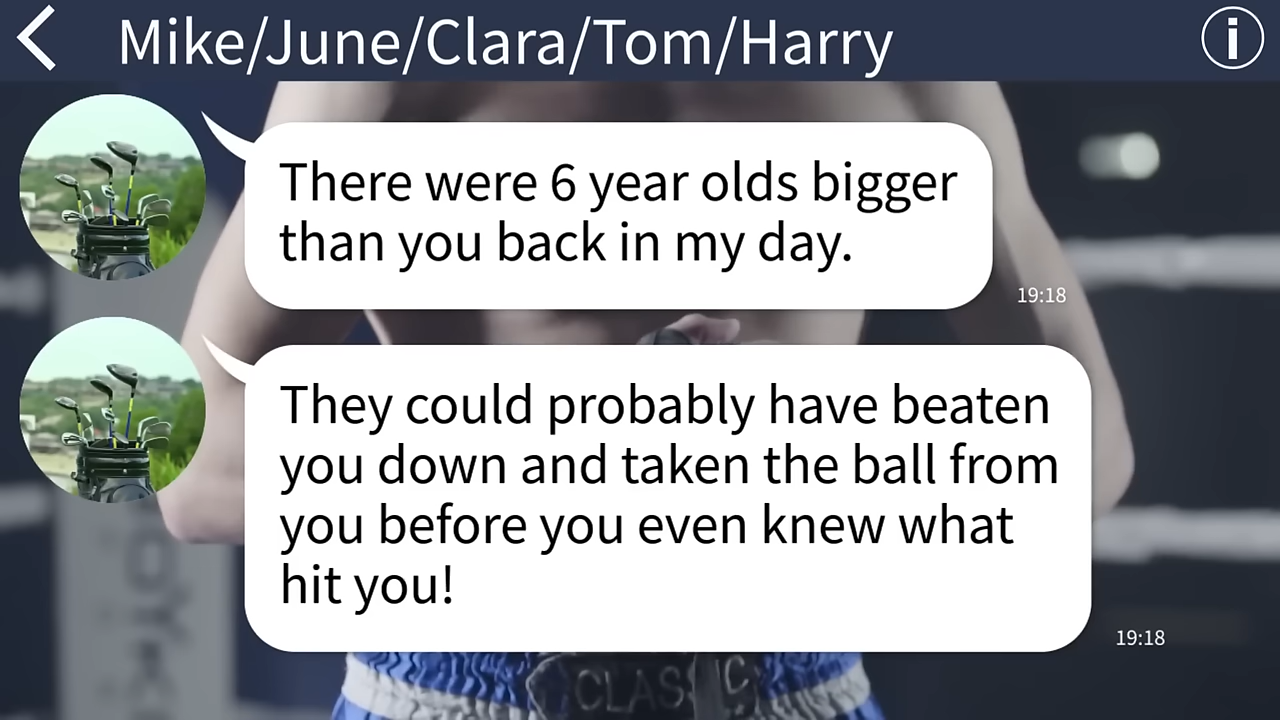 Mike/June/Clara/Tom/Harry
i
There were 6 year olds bigger
than you back in my day.
19:18
They could probably have beaten
you down and taken the ball from
you before you even knew what
hit you!
19:18
CLASSIC